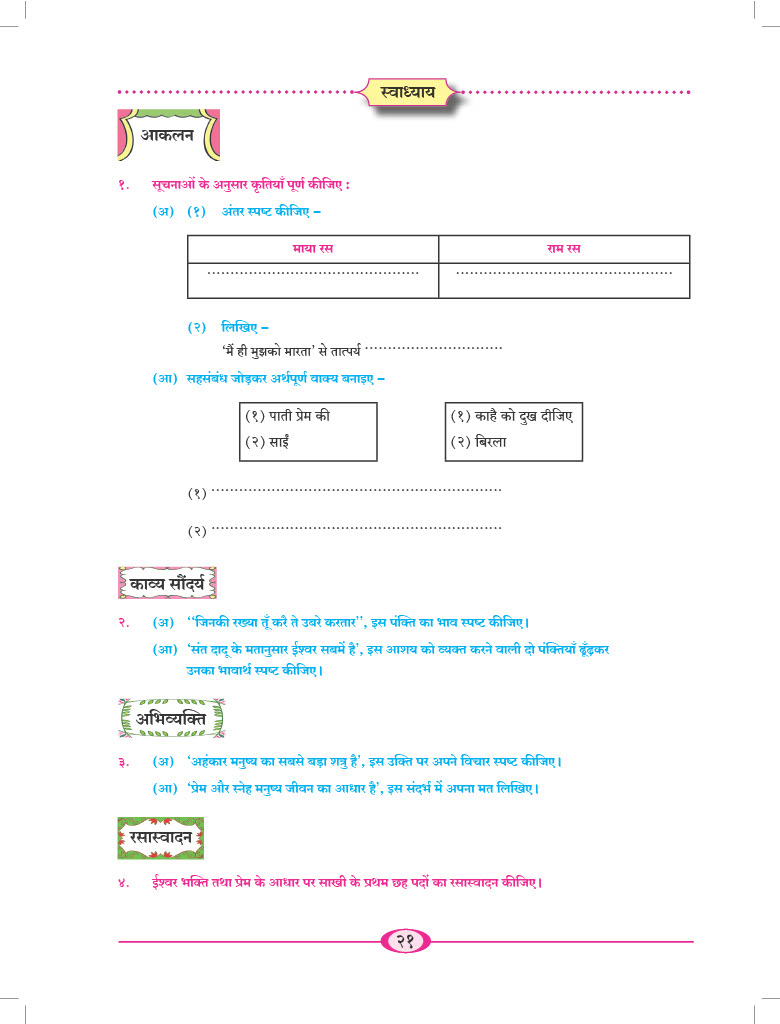 स्वाध्याय
आकलन
१. सूचनाओं के अनुसार कृतियाँ पूर्ण कीजिए :
(अ) (१) अंतर स्पष्ट कीजिए –
माया रस राम रस
.............................................. ...............................................
(२) लिखिए –
‘मैं ही मुझको मारता’ से तात्पर्य ..............................
(आ) सहसंबंध जोड़कर अर्थपूर्ण वाक्य बनाइए –
(१) पाती प्रेम की (१) काहै को दुख दीजिए
(२) साईं (२) बिरला
(१) ...............................................................
(२) ...............................................................
काव्य सौंदर्य
२. (अ) ‘‘जिनकी रख्या तूँ करै ते उबरे करतार’’, इस पंक्ति का भाव स्पष्ट कीजिए।
(आ) ‘संत दादू के मतानुसार ईश्वर सबमें है’, इस आशय को व्यक्त करने वाली दो पंक्तियाँ ढूँढ़कर
उनका भावार्थ स्पष्ट कीजिए।
अभिव्यक्ति
३. (अ) ‘अहंकार मनुष्य का सबसे बड़ा शत्रु है’, इस उक्ति पर अपने विचार स्पष्ट कीजिए।
(आ) ‘प्रेम और स्नेह मनुष्य जीवन का आधार है’, इस संदर्भ में अपना मत लिखिए।
रसास्वादन
४. ईश्वर भक्ति तथा प्रेम के आधार पर साखी के प्रथम छह पदों का रसास्वादन कीजिए।
२१